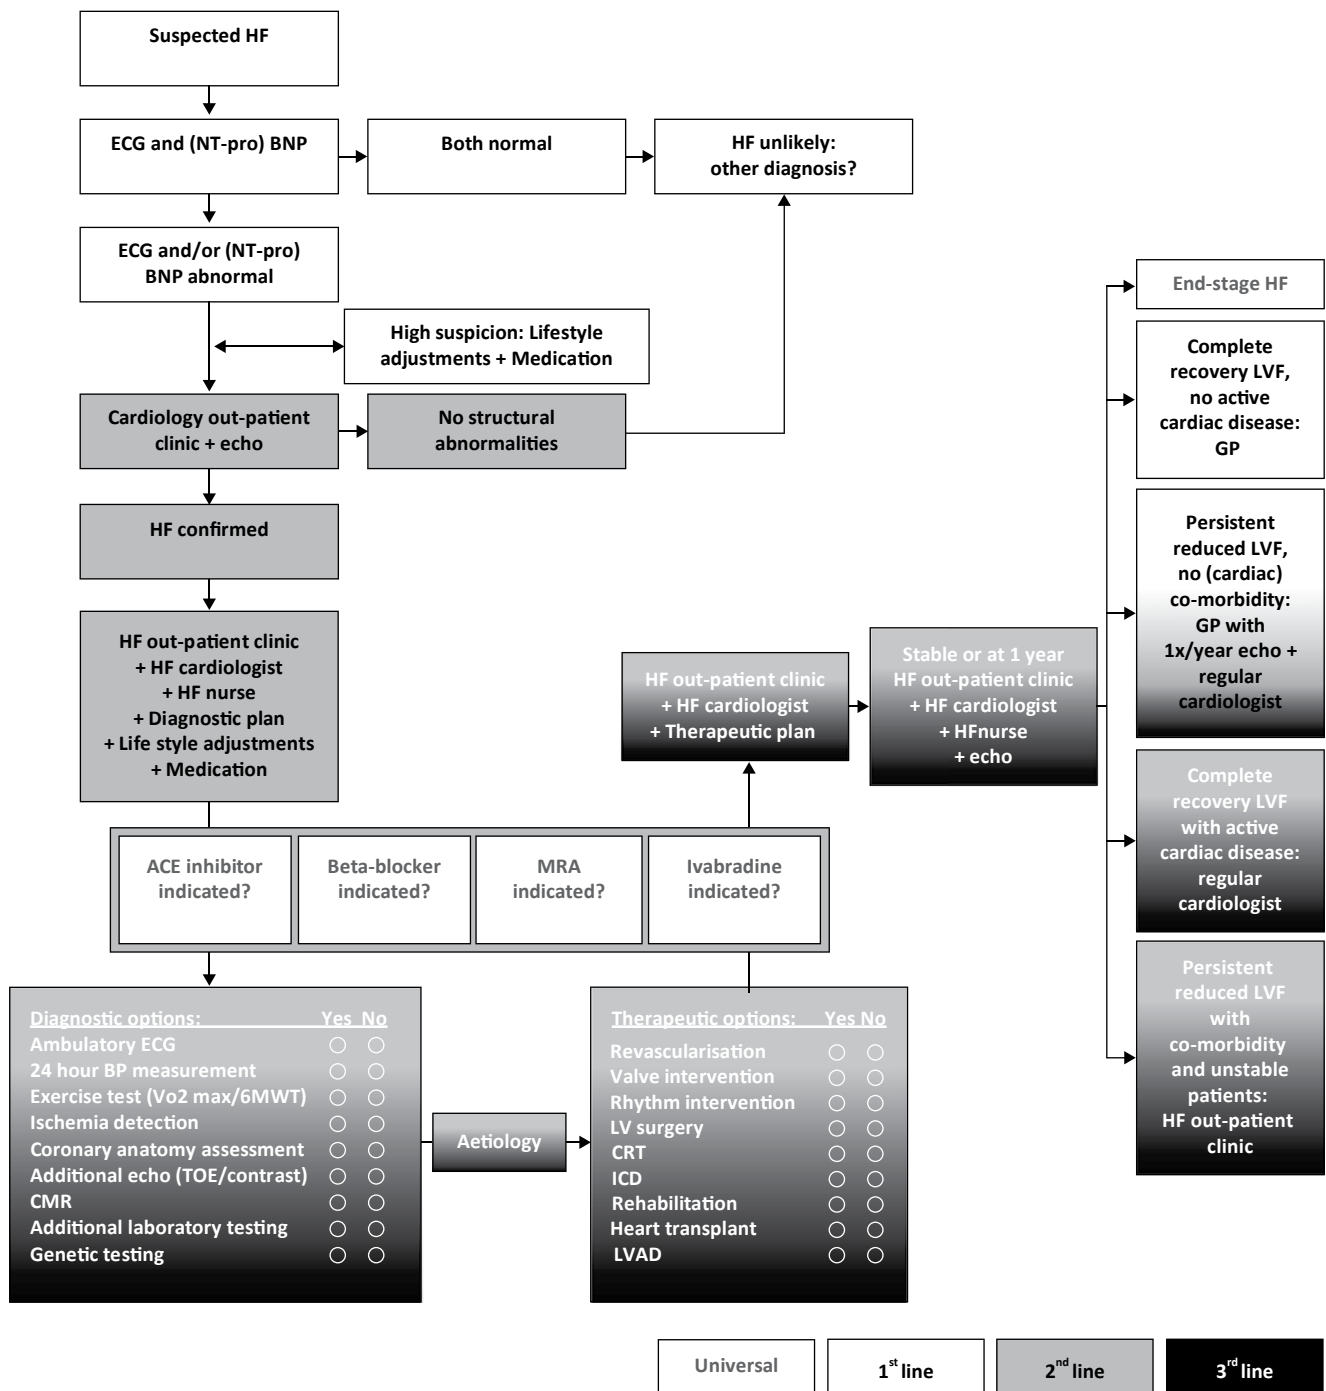 Suspected HF
ECG and (NT-pro) BNP
Both normal
HF unlikely:
other diagnosis?
ECG and/or (NT-pro)
BNP abnormal
High suspicion: Lifestyle
adjustments + Medication
Cardiology out-patient
clinic + echo
No structural
abnormalities
HF confirmed
HF out-patient clinic
+ HF cardiologist
+ HF nurse
+ Diagnostic plan
+ Life style adjustments
+ Medication
ACE inhibitor
indicated?
Beta-blocker
indicated?
MRA
indicated?
Ivabradine
indicated?
Diagnostic options: Yes No
Ambulatory ECG
24 hour BP measurement
Exercise test (Vo2 max/6MWT)
Ischemia detection
Coronary anatomy assessment
Additional echo (TOE/contrast)
CMR
Additional laboratory testing
Genetic testing
Aetiology
Therapeutic options: Yes No
Revascularisation
Valve intervention
Rhythm intervention
LV surgery
CRT
ICD
Rehabilitation
Heart transplant
LVAD
HF out-patient clinic
+ HF cardiologist
+ Therapeutic plan
Stable or at 1 year
HF out-patient clinic
+ HF cardiologist
+ HFnurse
+ echo
End-stage HF
Complete
recovery LVF,
no active
cardiac disease:
GP
Persistent
reduced LVF,
no (cardiac)
co-morbidity:
GP with
1x/year echo +
regular
cardiologist
Complete
recovery LVF
with active
cardiac disease:
regular
cardiologist
Persistent
reduced LVF
with
co-morbidity
and unstable
patients:
HF out-patient
clinic
Universal
1st line
2nd line
3rd line